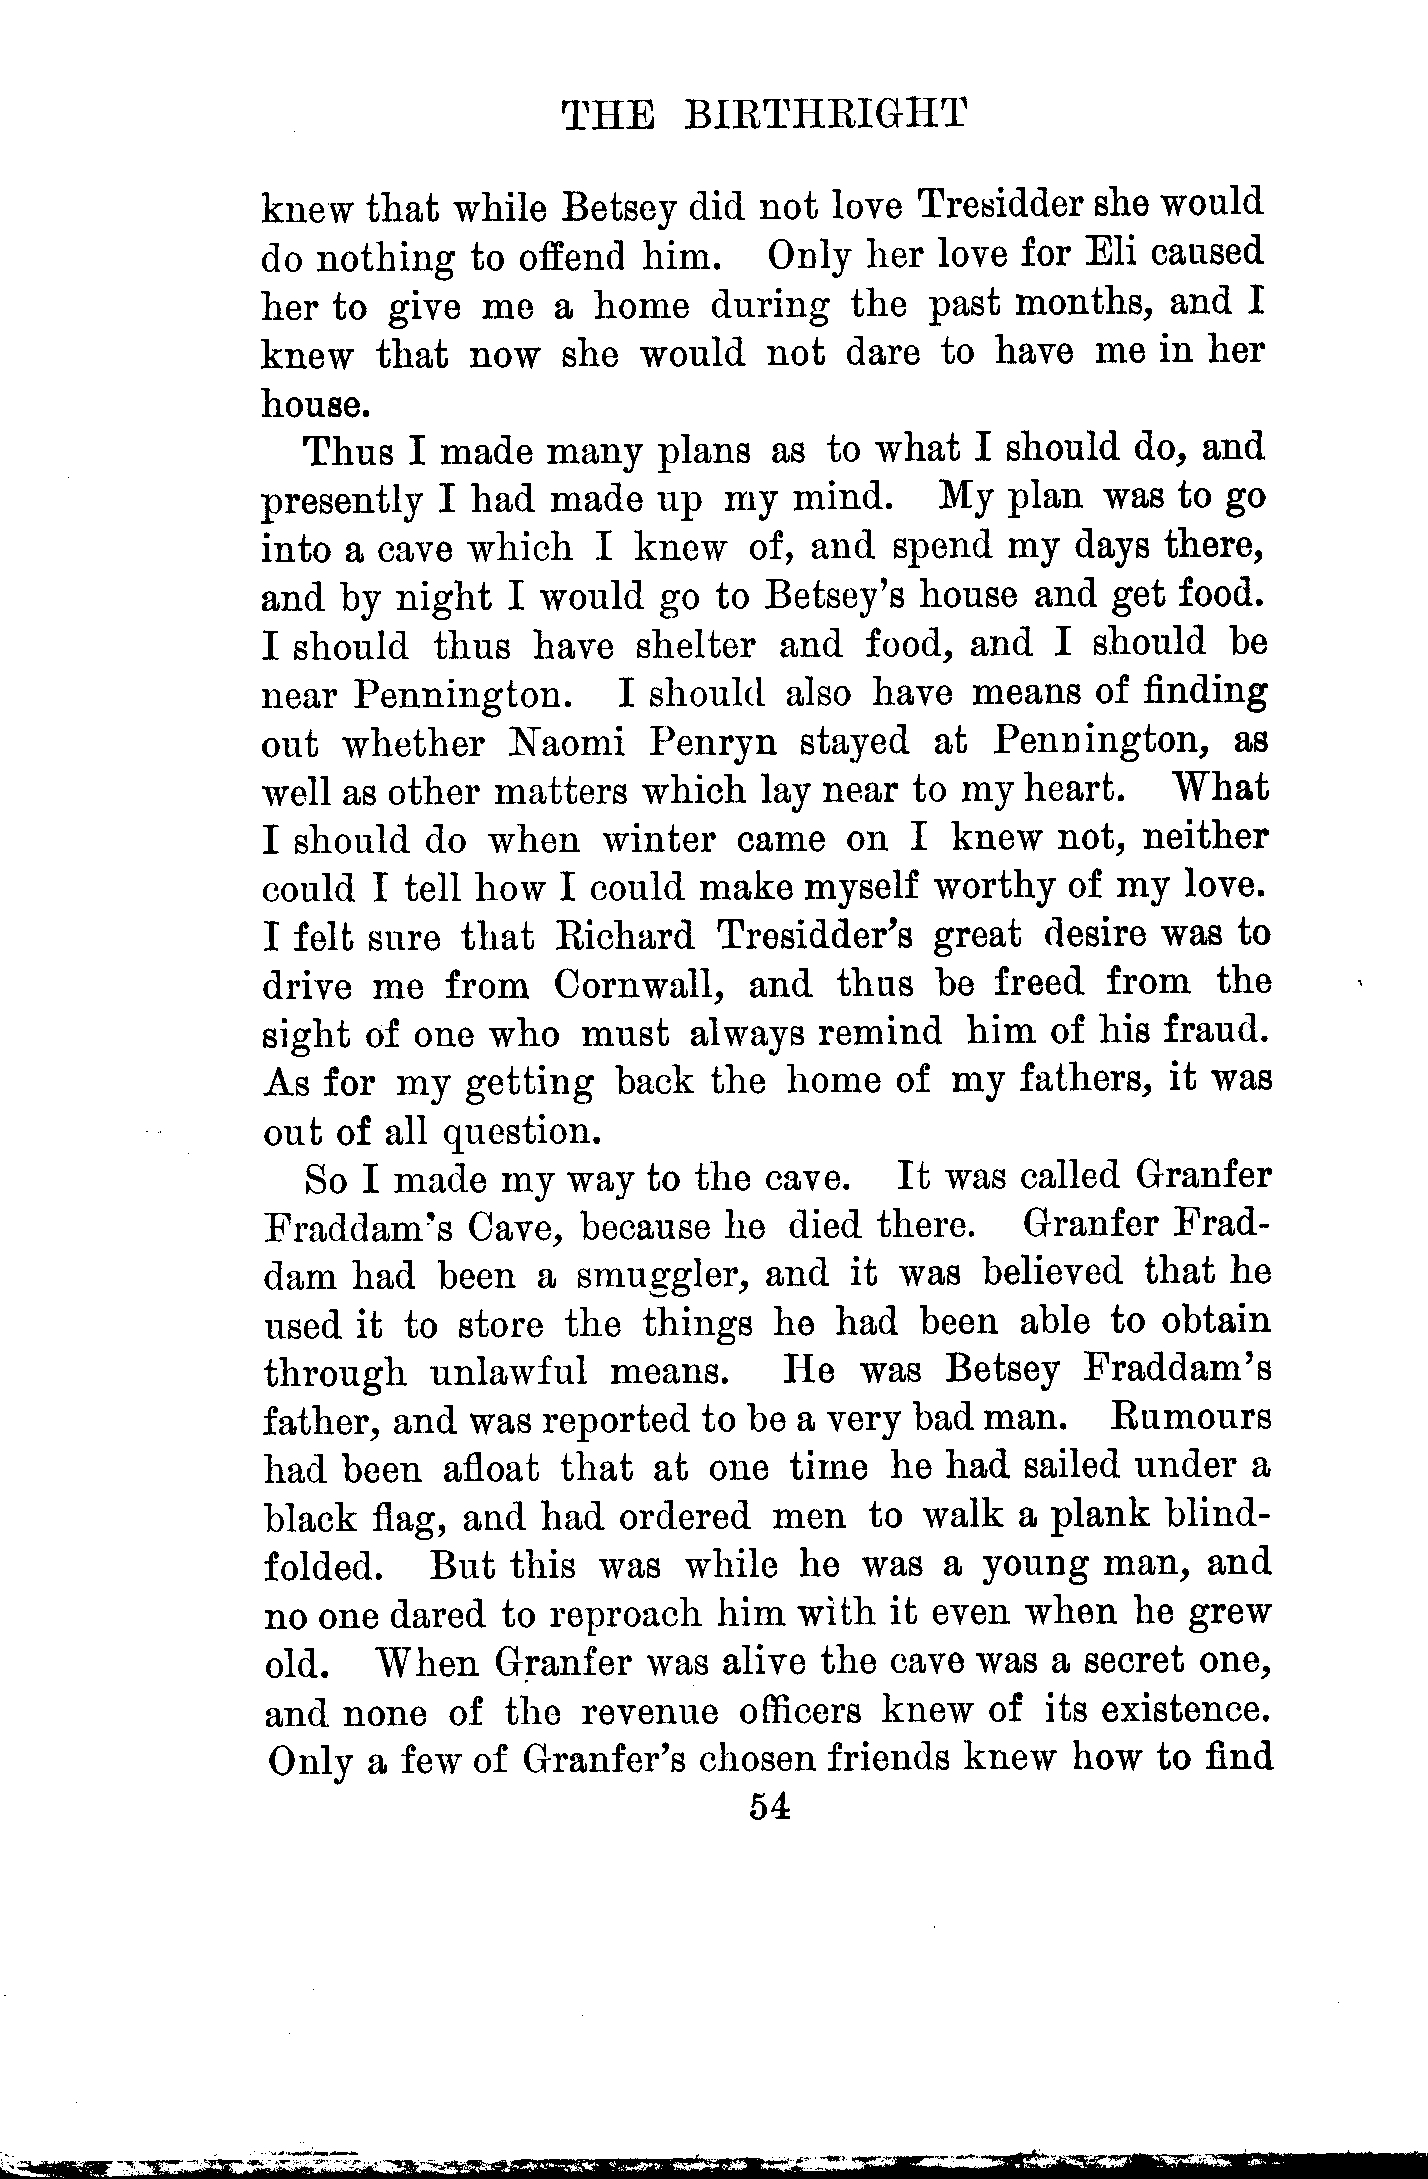 THE BIRTHRIGHT
knew that while Betsey did not love Tresidder she would
do nothing to offend him. Only her love for Eli caused
her to give me a home during the past months, and I
knew that now she would not dare to have me in her
house.
Thus I made many plans as to what I should do, and
presently I had made up my mind. My plan was to go
into a cave which I knew of, and spend my days there,
and by night I would go to Betsey's house and get food.
I should thus have shelter and food, and I should be
near Pennington. I should also have means of finding
out whether Naomi Penryn stayed at Pennington, as
well as other matters which lay near to my heart. What
I should do when winter came on I knew not, neither
could I tell how I could make myself worthy of my love.
I felt sure that Richard Tresidder's great desire was to
drive me from Cornwall, and thus be freed from the
sight of one who must always remind him of his fraud.
As for my getting back the home of my fathers, it was
out of all question.
So I made my way to the cave. It was called Granfer
Fraddam's Cave, because he died there. Granfer Frad-
dam had been a smuggler, and it was believed that he
used it to store the things he had been able to obtain
through unlawful means. He was Betsey Fraddam's
father, and was reported to be a very bad man. Rumours
had been afloat that at one time he had sailed under a
black flag, and had ordered men to walk a plank blind-
folded. But this was while he was a young man, and
no one dared to reproach him with it even when he grew
old. When Granfer was alive the cave was a secret one,
and none of the revenue officers knew of its existence.
Only a few of Granfer's chosen friends knew how to find
54